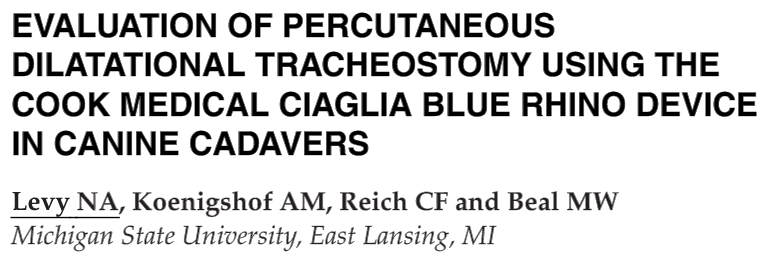 EVALUATION OF PERCUTANEOUS
DILATATIONAL TRACHEOSTOMY USING THE
COOK MEDICAL CIAGLIA BLUE RHINO DEVICE
IN CANINE CADAVERS
Levy NA, Koenigshof AM, Reich CF and Beal MW
Michigan State University, East Lansing, MI